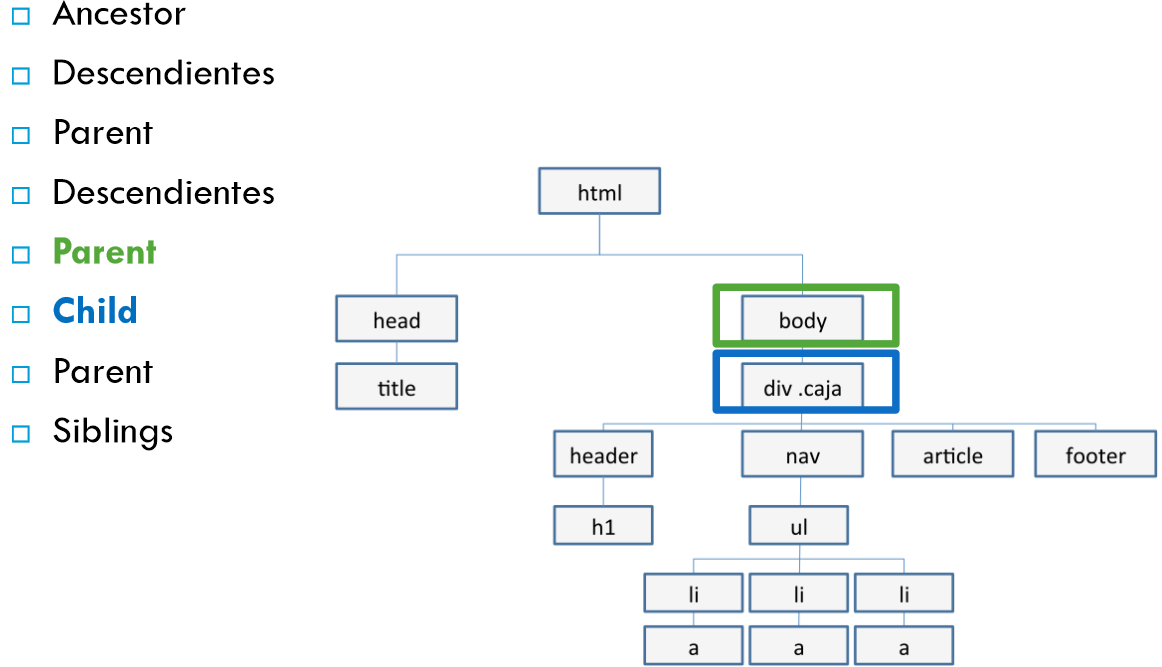 Ancestor
Descendientes
Parent
Descendientes
Parent
Child
Parent
Siblings
html
head
body
title
div .caja
header
nav
article
footer
h1
ul
li
li
li
a
a
a